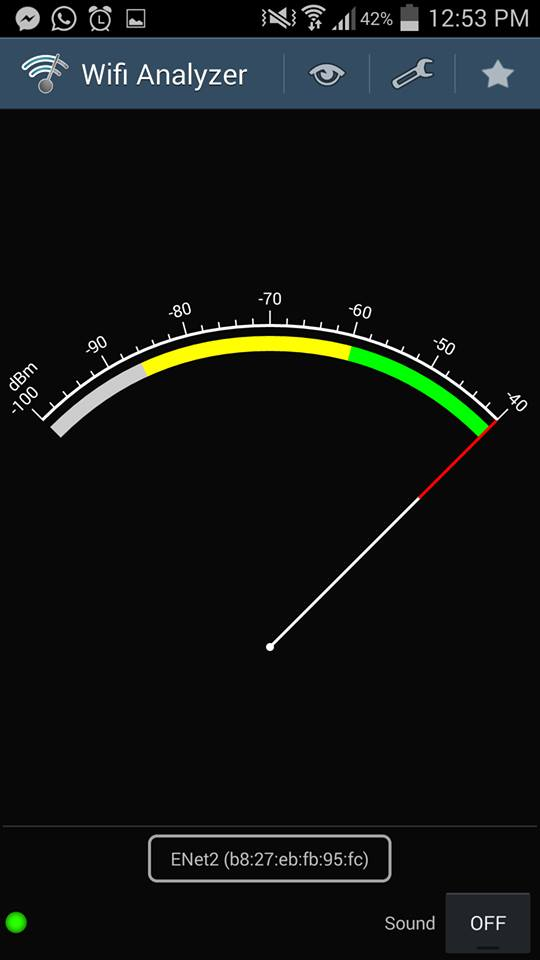 42% 12:53 PM
Wifi Analyzer
dBm
-100 -90 -80 -70 -60 -50 -40
ENet2 (b8:27:eb:fb:95:fc)
Sound OFF